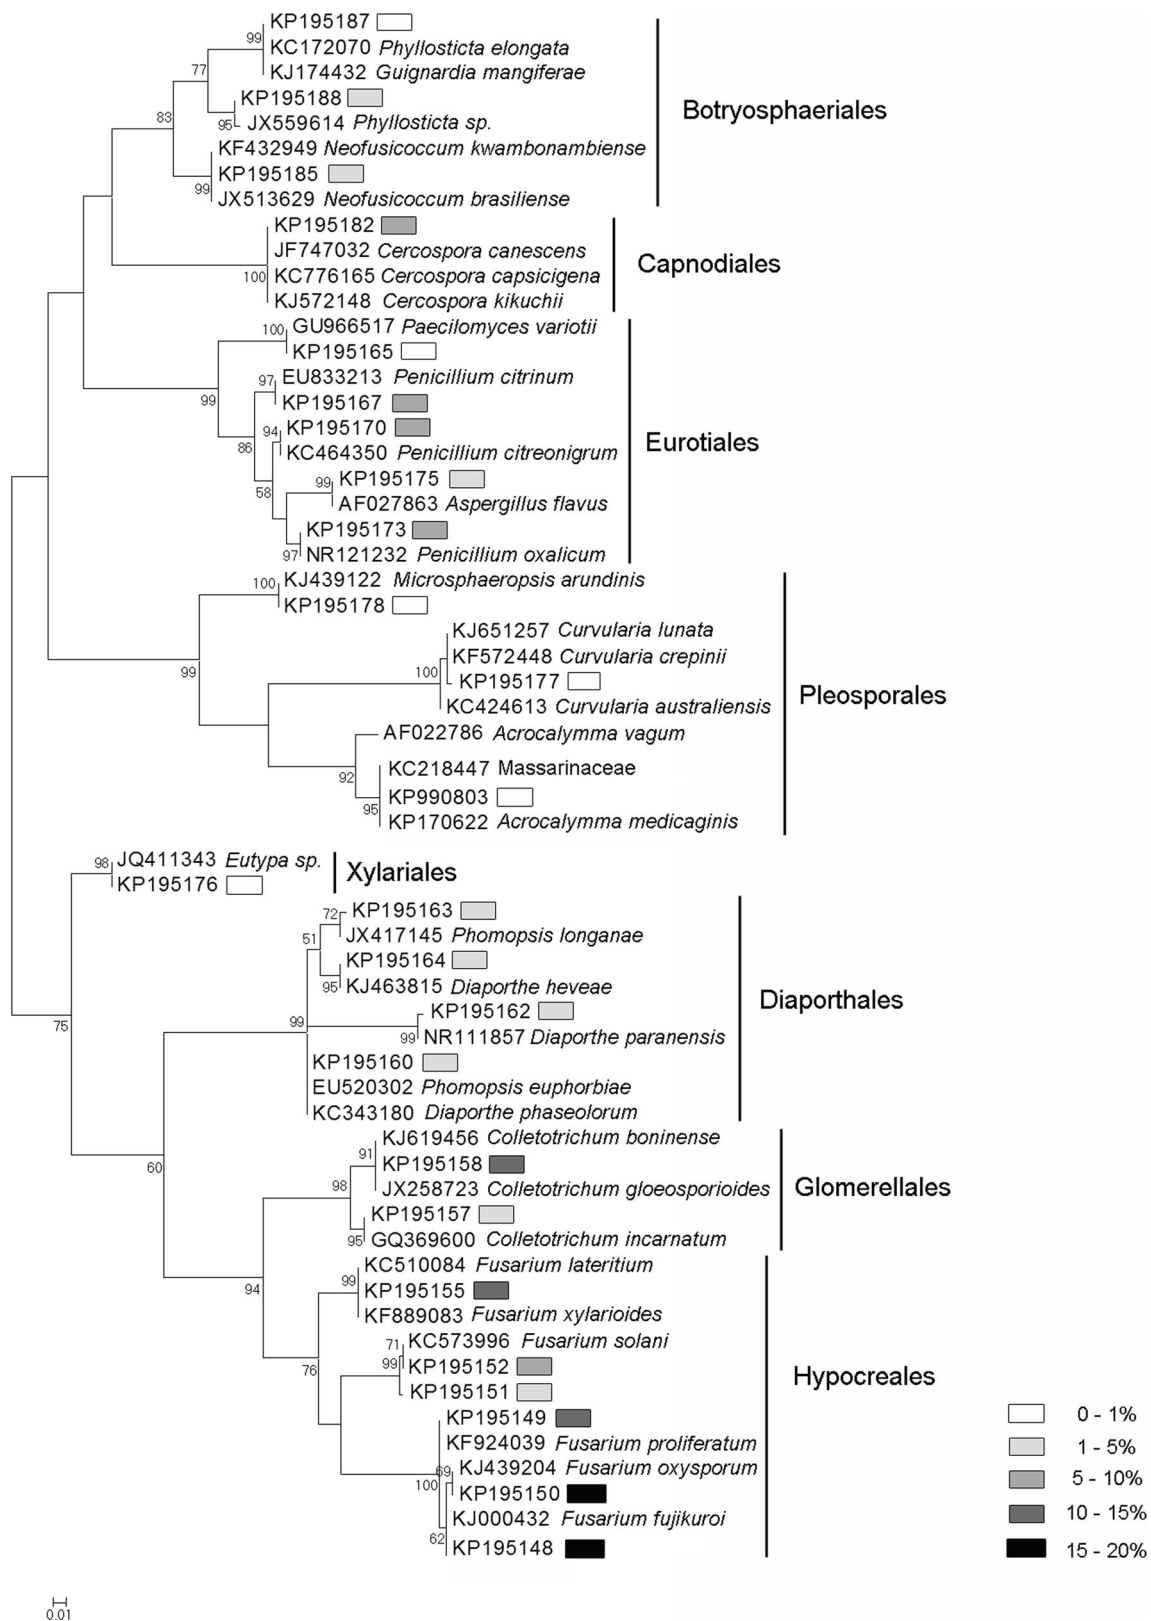 KP195187
99
KC172070 Phyllosticta elongata
77
KJ174432 Guignardia mangiferae
KP195188
Botryosphaeriales
83
95
JX559614 Phyllosticta sp.
KF432949 Neofusicoccum kwambonambiense
KP195185
99
JX513629 Neofusicoccum brasiliense
KP195182
JF747032 Cercospora canescens
Capnodiales
100
KC776165 Cercospora capsicigena
KJ572148 Cercospora kikuchii
100
GU966517 Paecilomyces variotii
KP195165
97
EU833213 Penicillium citrinum
99
KP195167
94
KP195170
Eurotiales
86
KC464350 Penicillium citreonigrum
99
KP195175
58
AF027863 Aspergillus flavus
KP195173
97
NR121232 Penicillium oxalicum
100
KJ439122 Microsphaeropsis arundinis
KP195178
KJ651257 Curvularia lunata
99
KF572448 Curvularia crepinii
100
KP195177
Pleosporales
KC424613 Curvularia australiensis
AF022786 Acrocalymma vagum
92
KC218447 Massarinaceae
KP990803
95
KP170622 Acrocalymma medicaginis
98
JQ411343 Eutypa sp.
Xylariales
KP195176
72
KP195163
51
JX417145 Phomopsis longanae
KP195164
95
KJ463815 Diaporthe heveae
Diaporthales
KP195162
75
99
99
NR111857 Diaporthe paranensis
KP195160
EU520302 Phomopsis euphorbiae
KC343180 Diaporthe phaseolorum
KJ619456 Colletotrichum boninense
91
KP195158
60
98
JX258723 Colletotrichum gloeosporioides
Glomerellales
KP195157
95
GQ369600 Colletotrichum incarnatum
KC510084 Fusarium lateritium
99
94
KP195155
KF889083 Fusarium xylarioides
71
KC573996 Fusarium solani
76
99
KP195152
Hypocreales
KP195151
KP195149
KF924039 Fusarium proliferatum
69
KJ439204 Fusarium oxysporum
100
KP195150
KJ000432 Fusarium fujikuroi
62
KP195148
0 - 1%
1 - 5%
5 - 10%
10 - 15%
15 - 20%
0.01